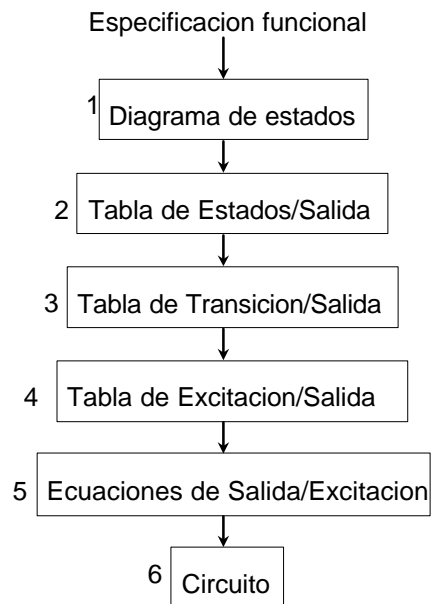 Especificacion funcional
1 Diagrama de estados
2 Tabla de Estados/Salida
3 Tabla de Transicion/Salida
4 Tabla de Excitacion/Salida
5 Ecuaciones de Salida/Excitacion
6 Circuito